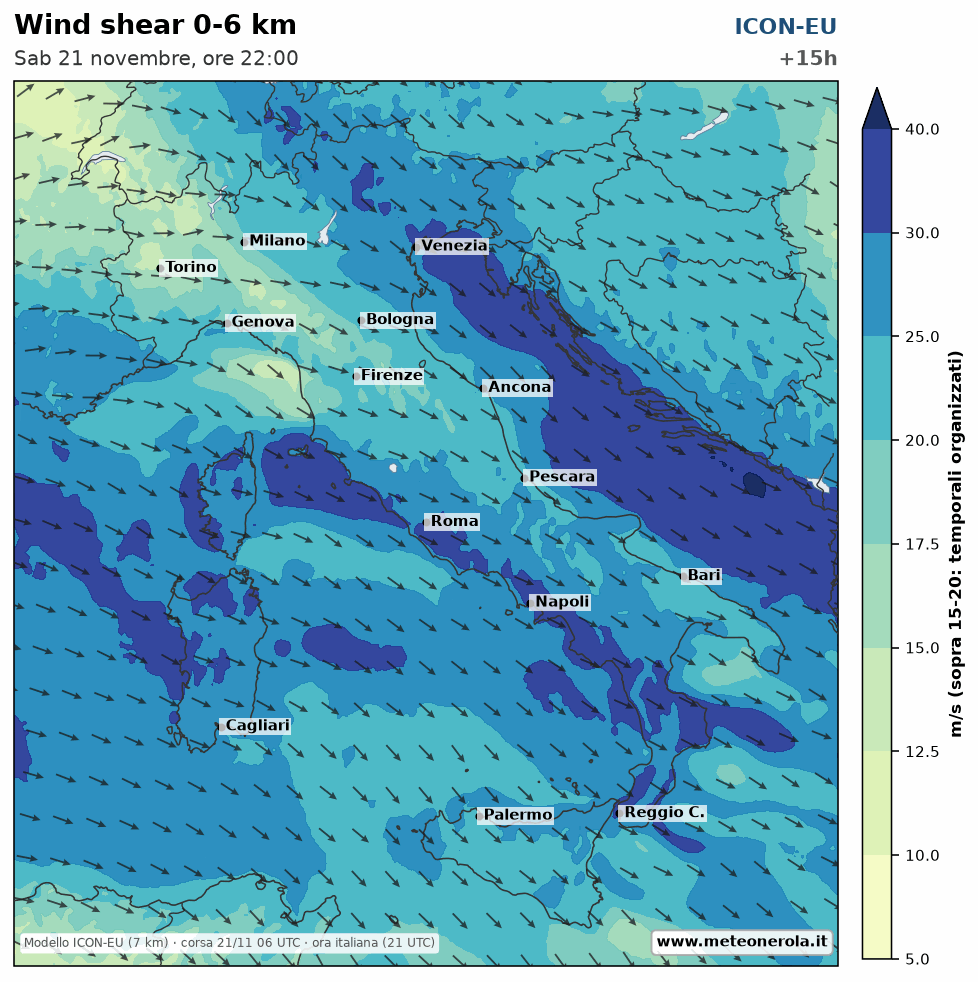 Wind shear 0-6 km
ICON-EU
Sab 21 novembre, ore 22:00
+15h
40.0
30.0
25.0
20.0
17.5
15.0
12.5
10.0
5.0
m/s (sopra 15-20: temporali organizzati)
Milano
Venezia
Torino
Genova
Bologna
Firenze
Ancona
Pescara
Roma
Bari
Napoli
Cagliari
Palermo
Reggio C.
Modello ICON-EU (7 km) · corsa 21/11 06 UTC · ora italiana (21 UTC)
www.meteonerola.it